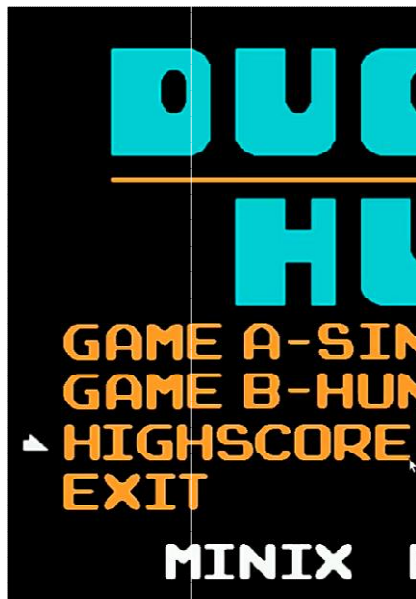 DUC
HU
GAME A-SIN
GAME B-HUN
HIGHSCORE
EXIT
MINIX